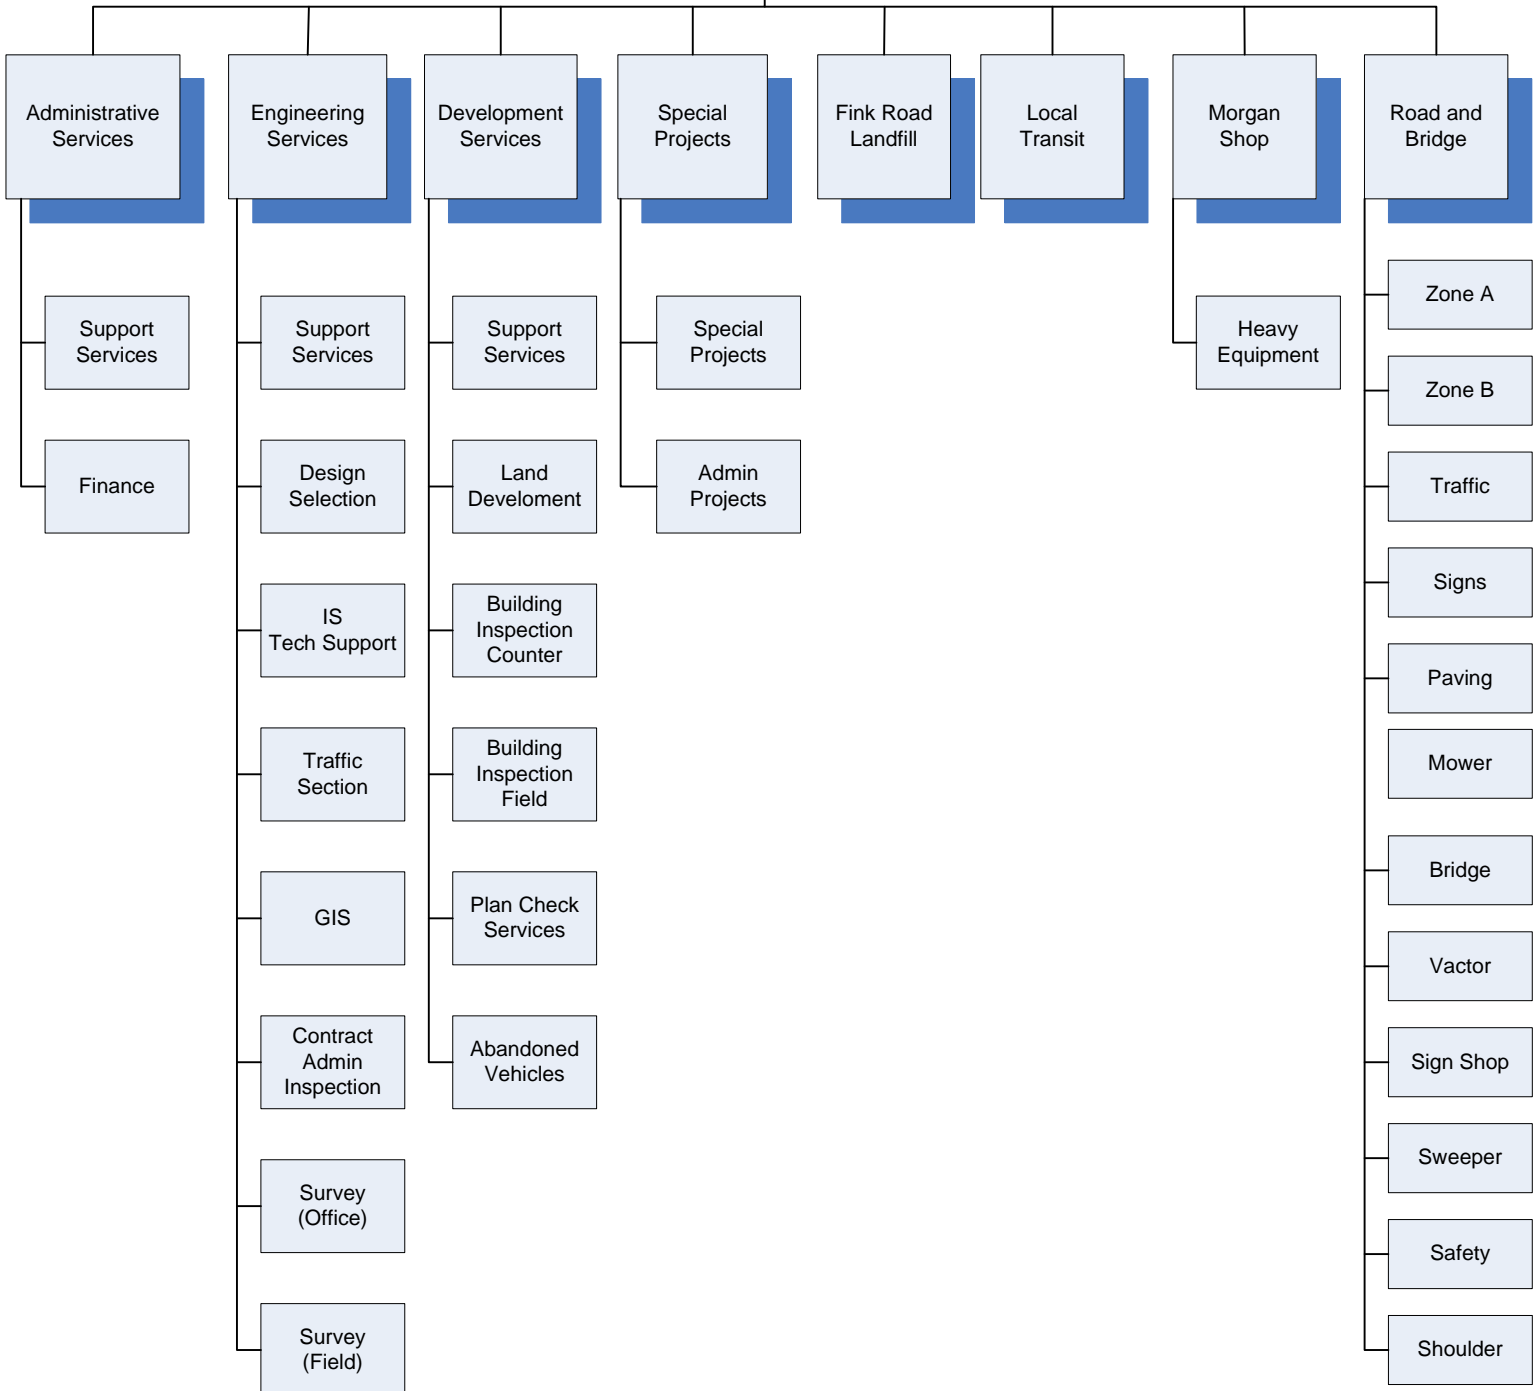 Administrative
Services
Engineering
Services
Development
Services
Special
Projects
Fink Road
Landfill
Local
Transit
Morgan
Shop
Road and
Bridge
Support
Services
Finance
Support
Services
Design
Selection
IS
Tech Support
Traffic
Section
GIS
Contract
Admin
Inspection
Survey
(Office)
Survey
(Field)
Support
Services
Land
Develoment
Building
Inspection
Counter
Building
Inspection
Field
Plan Check
Services
Abandoned
Vehicles
Special
Projects
Admin
Projects
Heavy
Equipment
Zone A
Zone B
Traffic
Signs
Paving
Mower
Bridge
Vactor
Sign Shop
Sweeper
Safety
Shoulder